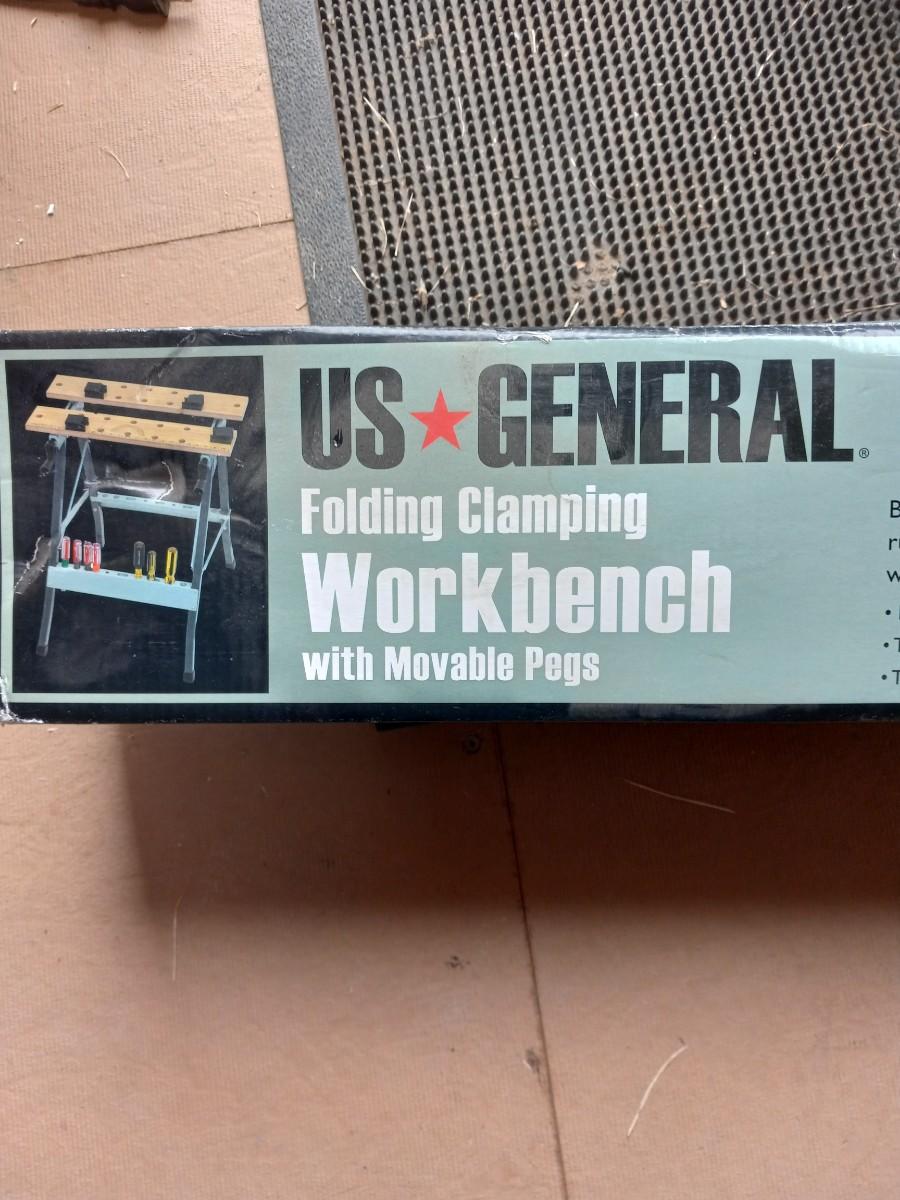 US★GENERAL®
Folding Clamping
Workbench
with Movable Pegs